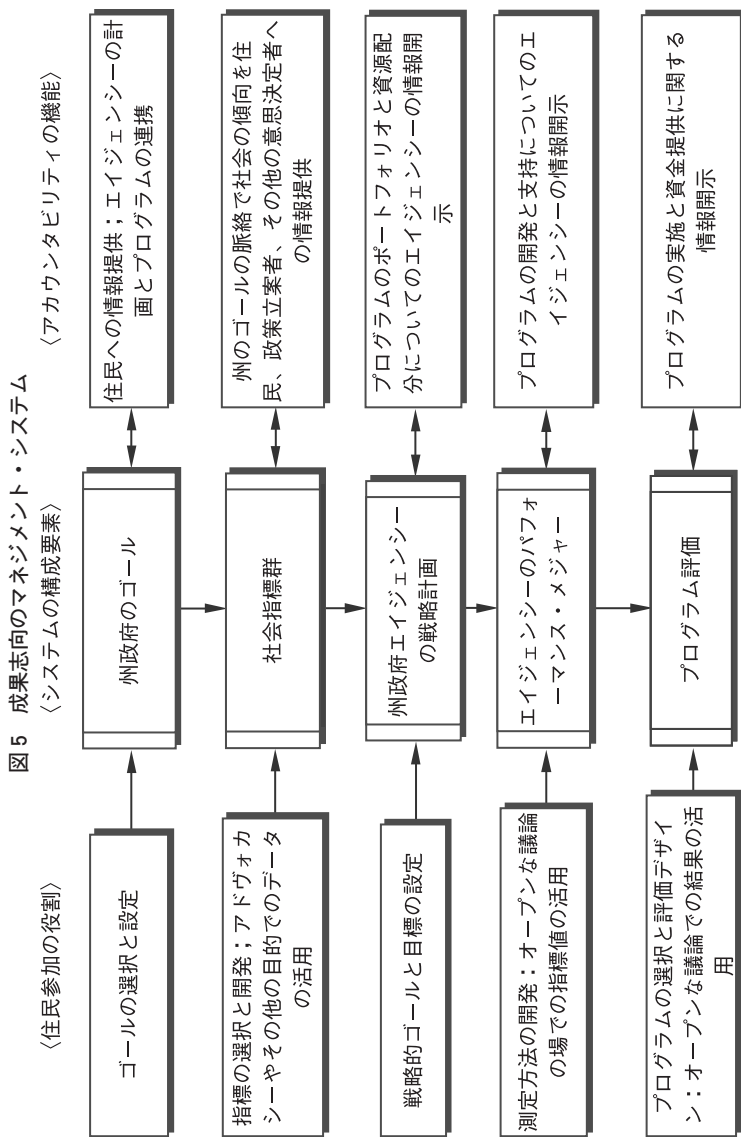 図5 成果志向のマネジメント・システム
〈住民参加の役割〉
〈システムの構成要素〉
〈アカウンタビリティの機能〉
ゴールの選択と設定
州政府のゴール
住民への情報提供；エイジェンシーの計
画とプログラムの連携
指標の選択と開発；アドヴォカ
シーやその他の目的でのデータ
の活用
社会指標群
州のゴールの脈絡で社会の傾向を住
民、政策立案者、その他の意思決定者へ
の情報提供
戦略的ゴールと目標の設定
州政府エイジェンシー
の戦略計画
プログラムのポートフォリオと資源配
分についてのエイジェンシーの情報開
示
測定方法の開発：オープンな議論
の場での指標値の活用
エイジェンシーのパフォ
ーマンス・メジャー
プログラムの開発と支持についてのエ
イジェンシーの情報開示
プログラムの選択と評価デザイ
ン：オープンな議論での結果の活
用
プログラム評価
プログラムの実施と資金提供に関する
情報開示